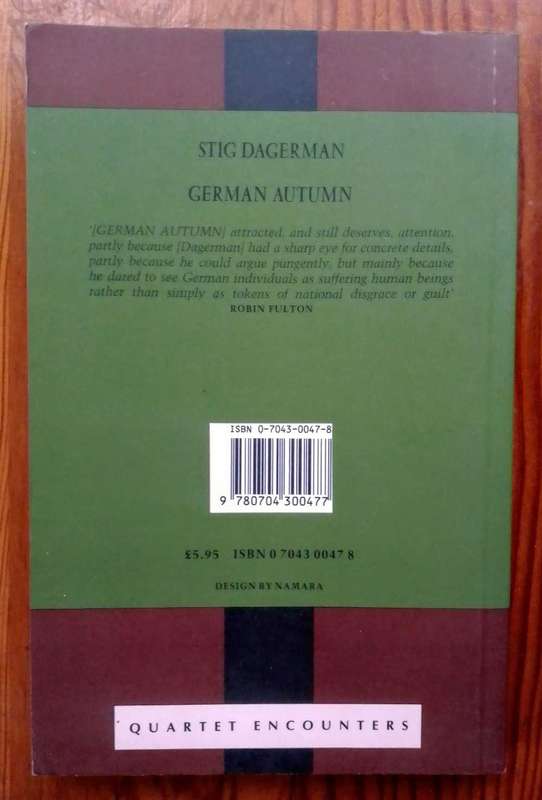 STIG DAGERMAN
GERMAN AUTUMN
'[GERMAN AUTUMN] attracted, and still deserves, attention,
partly because [Dagerman] had a sharp eye for concrete details,
partly because he could argue pungently, but mainly because
he dared to see German individuals as suffering human beings
rather than simply as tokens of national disgrace or guilt'
ROBIN FULTON
ISBN 0-7043-0047-8
9 780704 300477
£5.95 ISBN 0 7043 0047 8
DESIGN BY NAMARA
QUARTET ENCOUNTERS